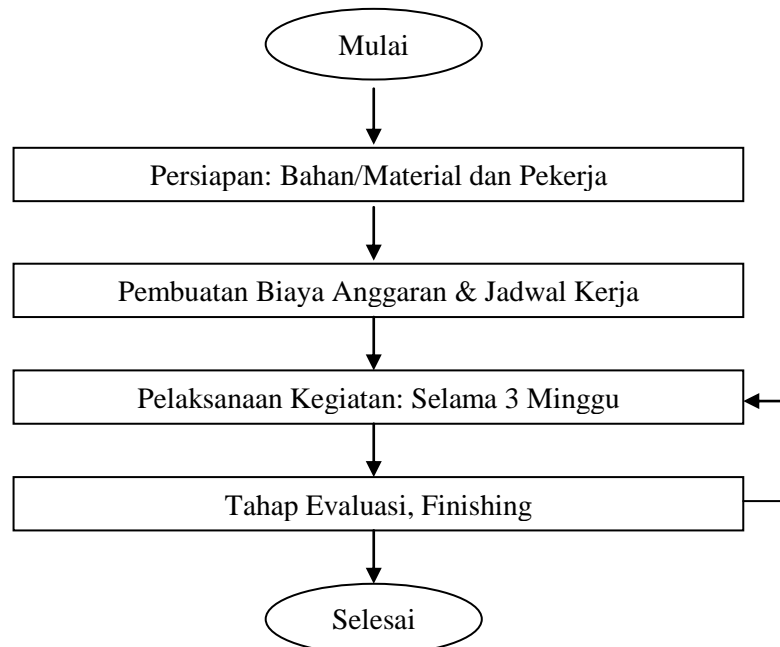 Mulai
Persiapan: Bahan/Material dan Pekerja
Pembuatan Biaya Anggaran & Jadwal Kerja
Pelaksanaan Kegiatan: Selama 3 Minggu
Tahap Evaluasi, Finishing
Selesai